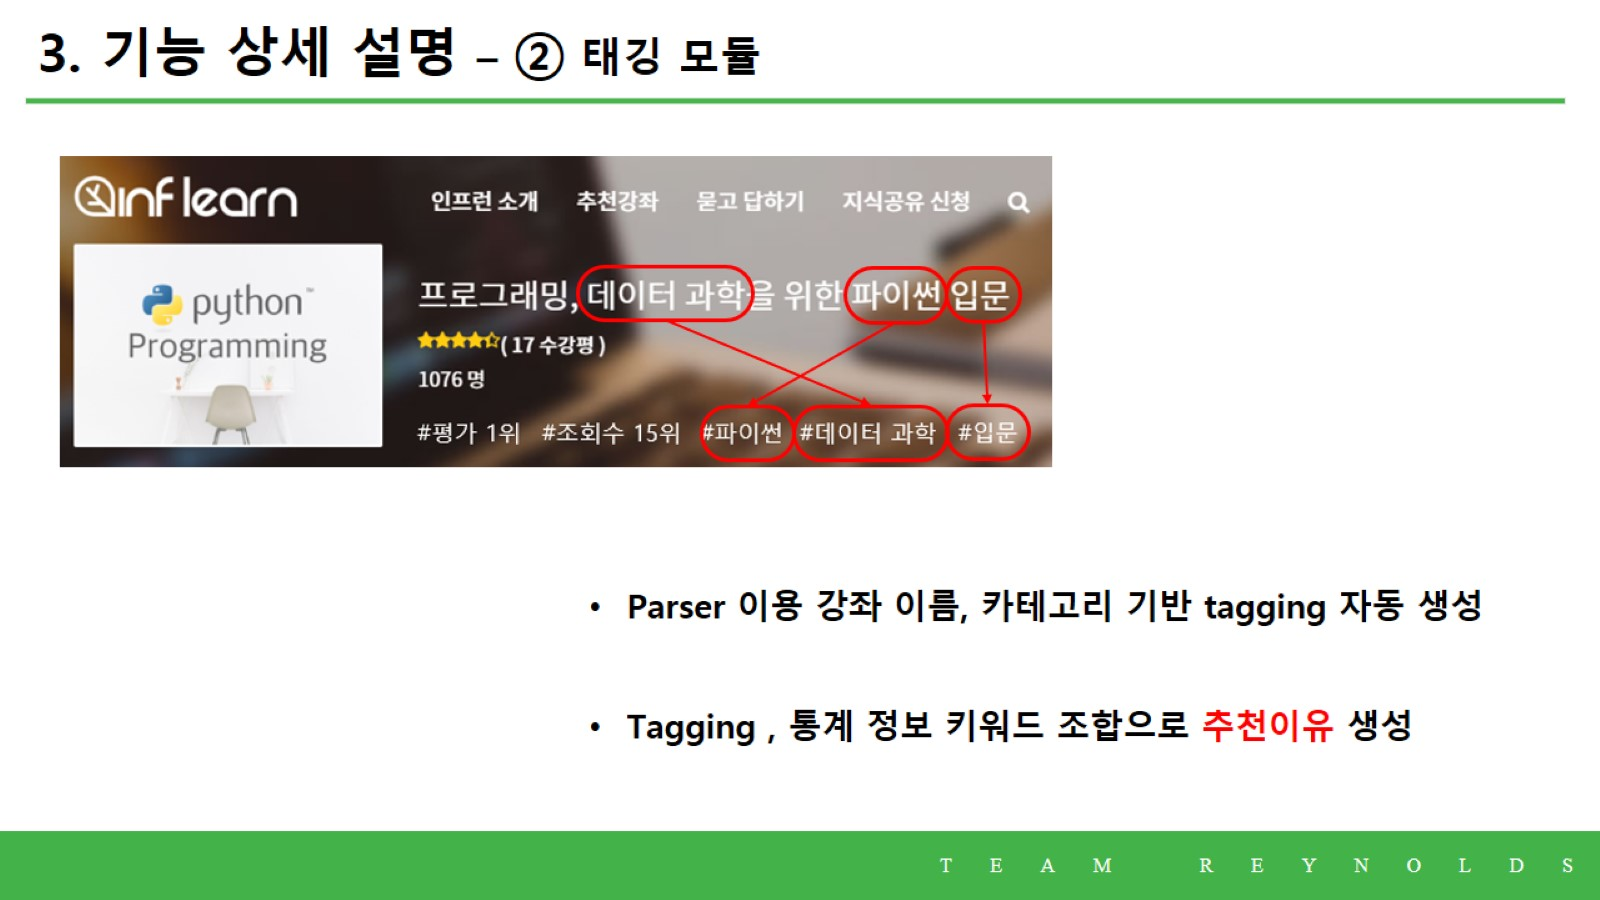 3. 기능 상세 설명 – ② 태깅 모듈
inflearn
인프런 소개 추천강좌 묻고 답하기 지식공유 신청
python™
Programming
프로그래밍, 데이터 과학을 위한 파이썬 입문
( 17 수강평 )
1076 명
#평가 1위 #조회수 15위 #파이썬 #데이터 과학 #입문
• Parser 이용 강좌 이름, 카테고리 기반 tagging 자동 생성
• Tagging , 통계 정보 키워드 조합으로 추천이유 생성
TEAM REYNOLDS